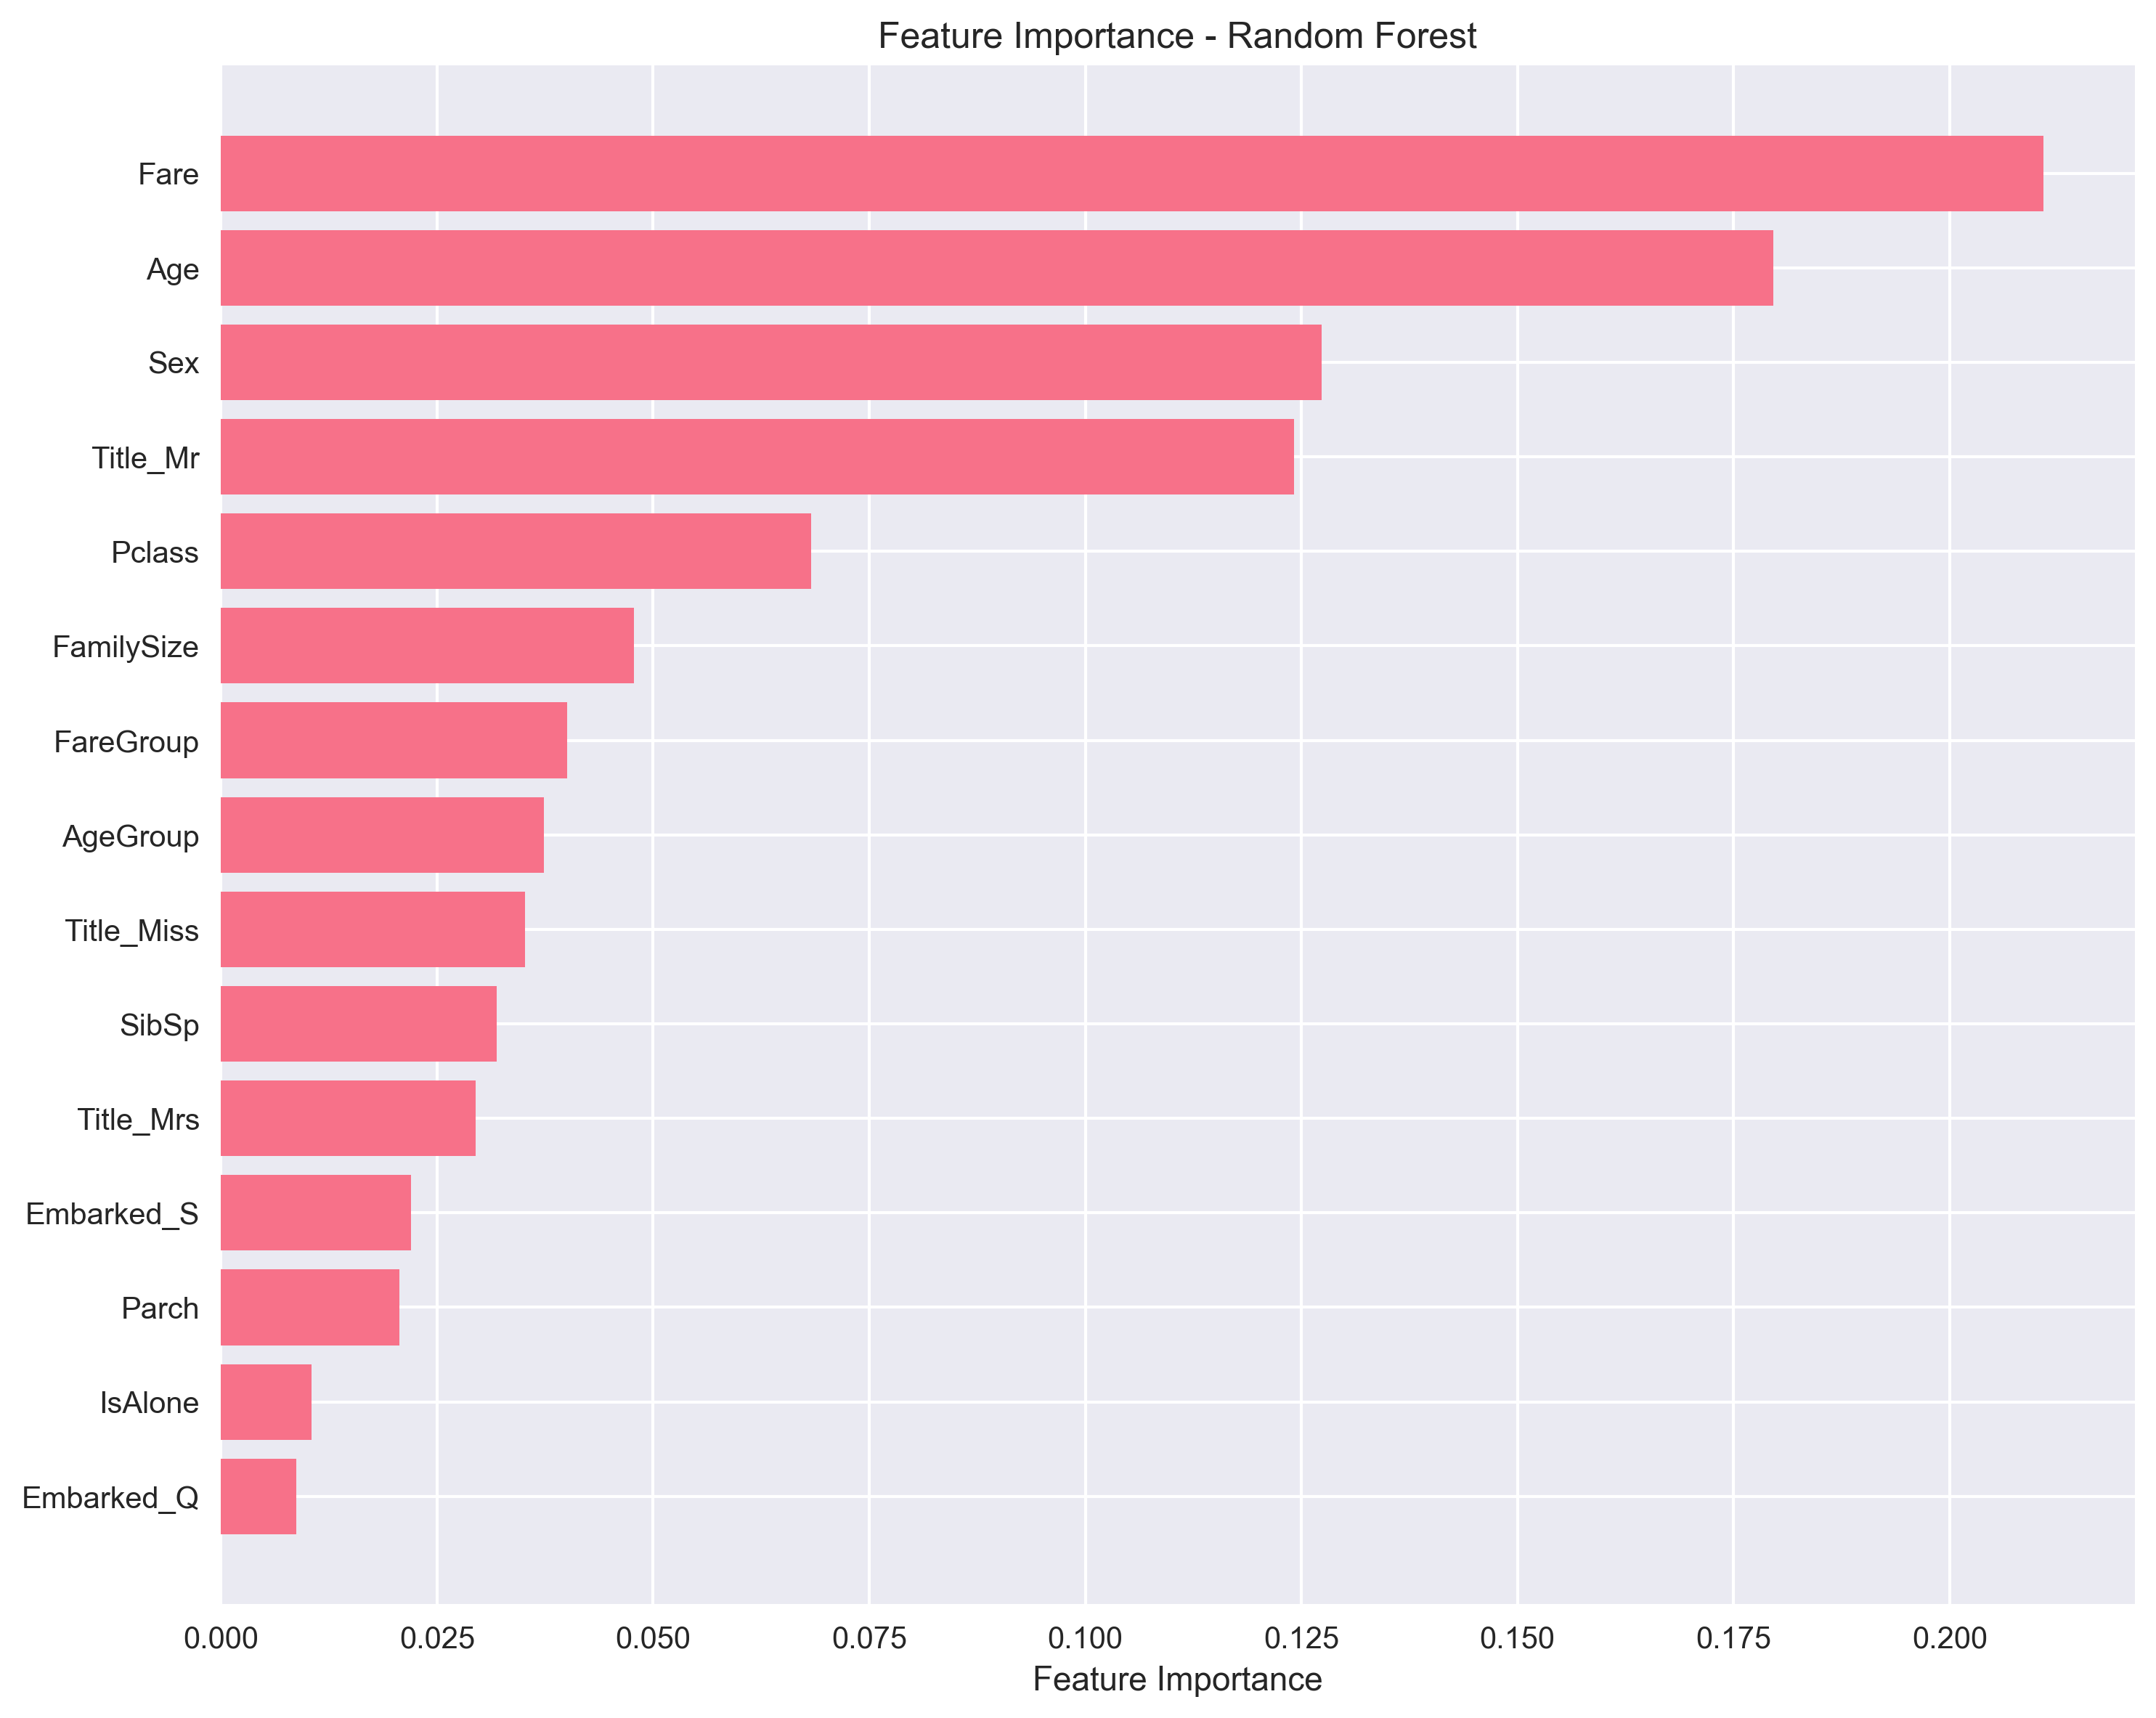 Feature Importance - Random Forest
Fare
Age
Sex
Title_Mr
Pclass
FamilySize
FareGroup
AgeGroup
Title_Miss
SibSp
Title_Mrs
Embarked_S
Parch
IsAlone
Embarked_Q
0.000 0.025 0.050 0.075 0.100 0.125 0.150 0.175 0.200
Feature Importance